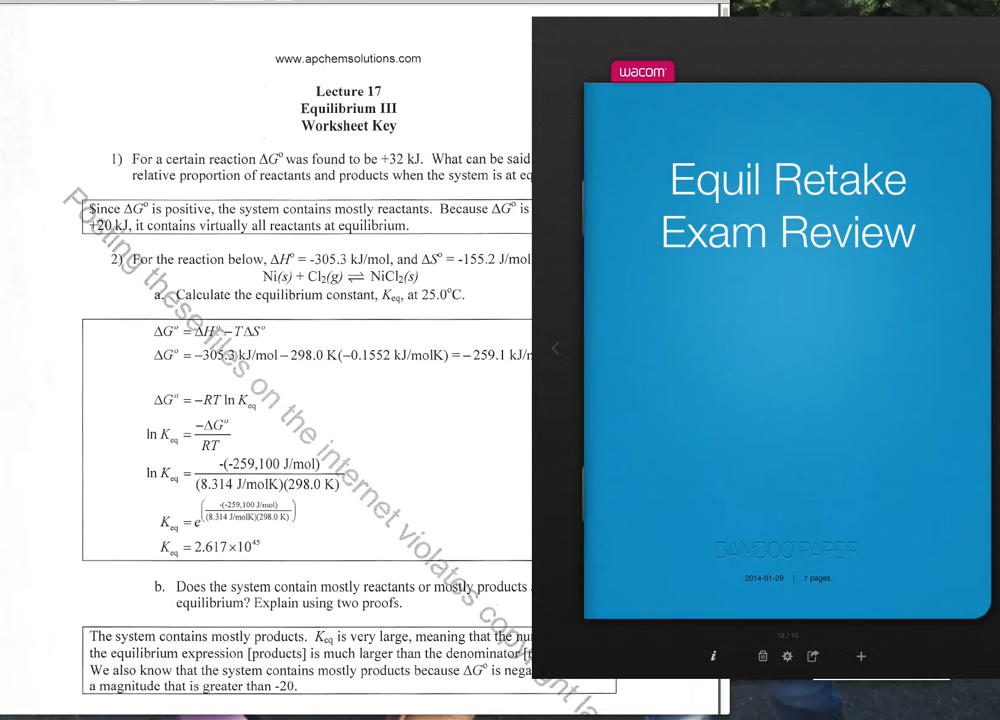 www.apchemsolutions.com
Lecture 17
Equilibrium III
Worksheet Key
1) For a certain reaction ΔG° was found to be +32 kJ. What can be said
relative proportion of reactants and products when the system is at eq
Since ΔG° is positive, the system contains mostly reactants. Because ΔG° is
+20 kJ, it contains virtually all reactants at equilibrium.
2) For the reaction below, ΔH° = -305.3 kJ/mol, and ΔS° = -155.2 J/mol
Ni(s) + Cl₂(g) ⇌ NiCl₂(s)
a. Calculate the equilibrium constant, Keq, at 25.0°C.
ΔG° = ΔH° − TΔS°
ΔG° = −305.3 kJ/mol − 298.0 K(−0.1552 kJ/molK) = −259.1 kJ/m
ΔG° = −RT ln Keq
ln Keq = −ΔG° / RT
ln Keq = -(-259,100 J/mol) / (8.314 J/molK)(298.0 K)
Keq = e^(-(-259,100 J/mol) / (8.314 J/molK)(298.0 K))
Keq = 2.617×10⁴⁵
b. Does the system contain mostly reactants or mostly products
equilibrium? Explain using two proofs.
The system contains mostly products. Keq is very large, meaning that the nu
the equilibrium expression [products] is much larger than the denominator [r
We also know that the system contains mostly products because ΔG° is nega
a magnitude that is greater than -20.
Posting these files on the internet violates copyright la
wacom
Equil Retake
Exam Review
BAMBOO PAPER
2014-01-29 | 7 pages
10 / 10